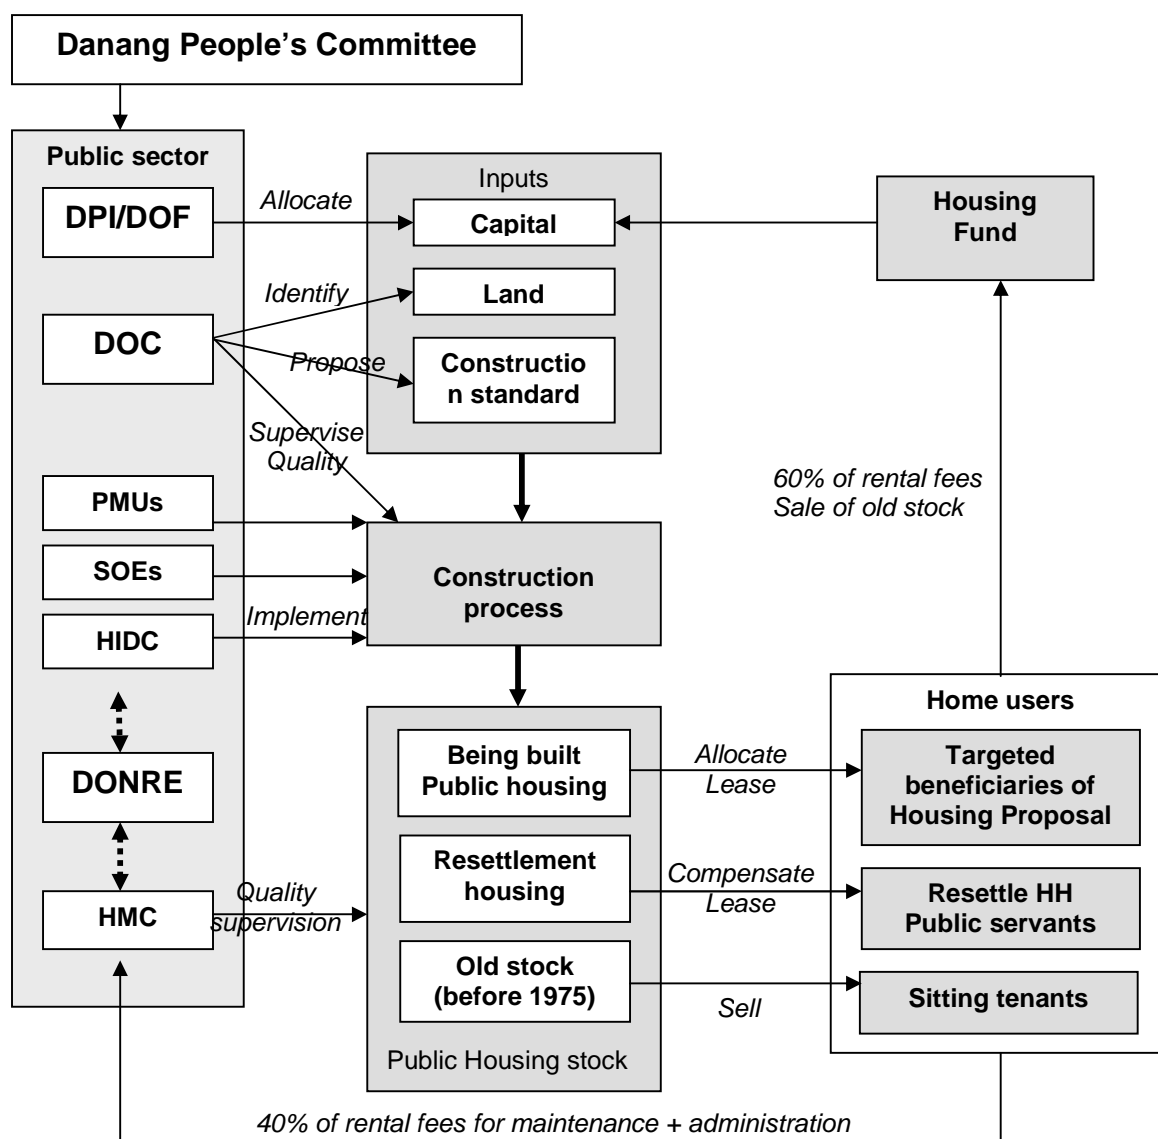 Danang People's Committee
Public sector
DPI/DOF
DOC
PMUs
SOEs
HIDC
DONRE
HMC
Allocate
Identify
Propose
Supervise
Quality
Implement
Quality
supervision
Inputs
Capital
Land
Constructio
n standard
Construction
process
Being built
Public housing
Resettlement
housing
Old stock
(before 1975)
Public Housing stock
Allocate
Lease
Compensate
Lease
Sell
Housing
Fund
60% of rental fees
Sale of old stock
Home users
Targeted
beneficiaries of
Housing Proposal
Resettle HH
Public servants
Sitting tenants
40% of rental fees for maintenance + administration